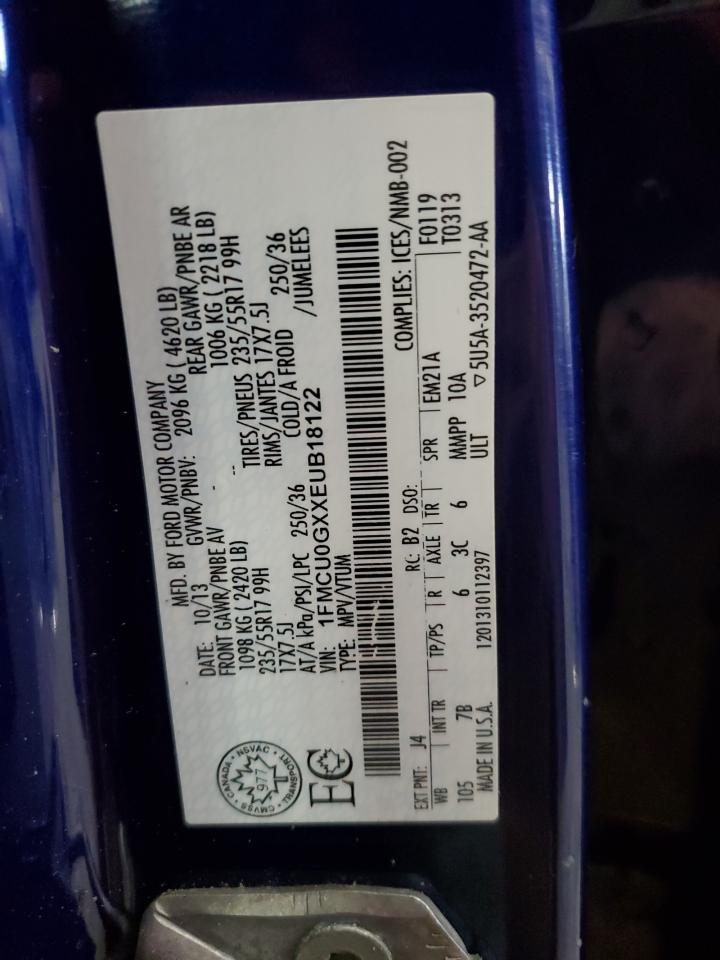 MFD. BY FORD MOTOR COMPANY
DATE: 10/13 GVWR/PNBV: 2096 KG ( 4620 LB)
FRONT GAWR/PNBE AV REAR GAWR/PNBE AR
1098 KG ( 2420 LB) -- 1006 KG ( 2218 LB)
235/55R17 99H TIRES/PNEUS 235/55R17 99H
17X7.5J RIMS/JANTES 17X7.5J
AT/A kPa/PSI/LPC 250/36 COLD/A FROID 250/36
VIN: 1FMCU0GXXEUB18122 /JUMELEES
TYPE: MPV/VTUM
CANADA · NSVAC · TRANSPORT · CMVSS
977
EC
COMPLIES: ICES/NMB-002
EXT PNT: J4 RC: B2 DSO: F0119
WB INT TR TP/PS R AXLE TR SPR EM21A T0313
105 7B 6 3C 6 MMPP 10A
MADE IN U.S.A. 1201310112397 ULT ▽5U5A-3520472-AA